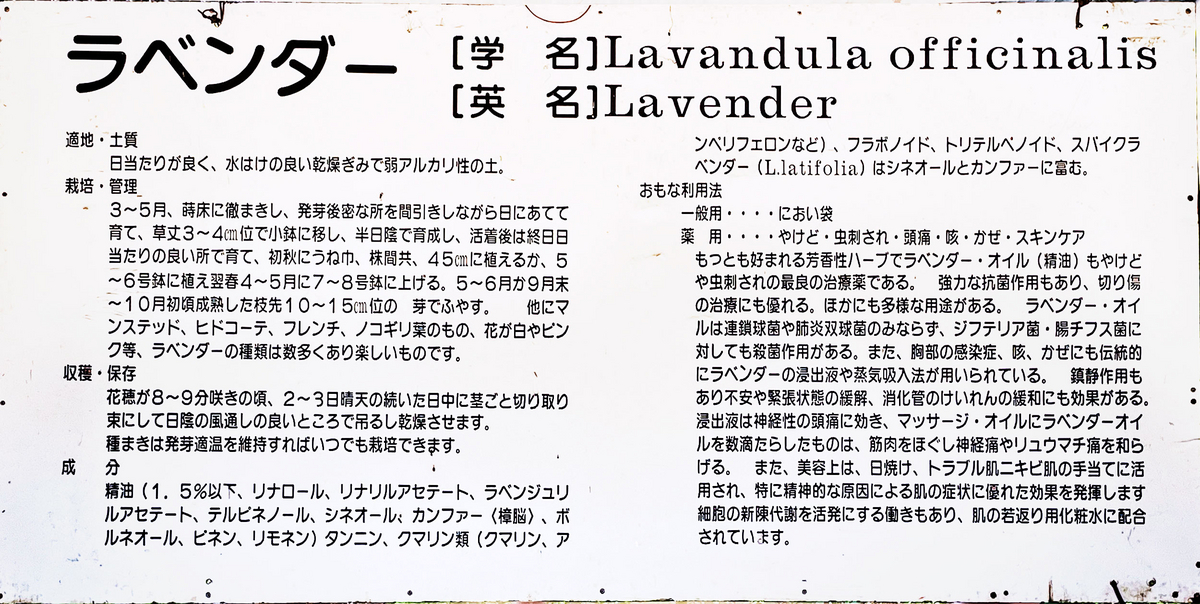 ラベンダー
[学　名]Lavandula officinalis
[英　名]Lavender
適地・土質
日当たりが良く、水はけの良い乾燥ぎみで弱アルカリ性の土。
栽培・管理
3～5月、蒔床に徹まきし、発芽後密な所を間引きしながら日にあてて
育て、草丈3～4㎝位で小鉢に移し、半日陰で育成し、活着後は終日日
当たりの良い所で育て、初秋にうね巾、株間共、45㎝に植えるか、5
～6号鉢に植え翌春4～5月に7～8号鉢に上げる。5～6月か9月末
～10月初頃成熟した枝先10～15㎝位の　芽でふやす。　他にマ
ンステッド、ヒドコーテ、フレンチ、ノコギリ葉のもの、花が白やピン
ク等、ラベンダーの種類は数多くあり楽しいものです。
収穫・保存
花穂が8～9分咲きの頃、2～3日晴天の続いた日中に茎ごと切り取り
束にして日陰の風通しの良いところで吊るし乾燥させます。
種まきは発芽適温を維持すればいつでも栽培できます。
成　分
精油（1．5％以下、リナロール、リナリルアセテート、ラベンジュリ
ルアセテート、テルピネノール、シネオール、カンファー〈樟脳〉、ボ
ルネオール、ピネン、リモネン）タンニン、クマリン類（クマリン、ア
ンベリフェロンなど）、フラボノイド、トリテルペノイド、スパイクラ
ベンダー（L.latifolia）はシネオールとカンファーに富む。
おもな利用法
一般用・・・・におい袋
薬　用・・・・やけど・虫刺され・頭痛・咳・かぜ・スキンケア
もつとも好まれる芳香性ハーブでラベンダー・オイル（精油）もやけど
や虫刺されの最良の治療薬である。　強力な抗菌作用もあり、切り傷
の治療にも優れる。ほかにも多様な用途がある。　ラベンダー・オイ
ルは連鎖球菌や肺炎双球菌のみならず、ジフテリア菌・腸チフス菌に
対しても殺菌作用がある。また、胸部の感染症、咳、かぜにも伝統的
にラベンダーの浸出液や蒸気吸入法が用いられている。　鎮静作用も
あり不安や緊張状態の緩解、消化管のけいれんの緩和にも効果がある。
浸出液は神経性の頭痛に効き、マッサージ・オイルにラベンダーオイ
ルを数滴たらしたものは、筋肉をほぐし神経痛やリュウマチ痛を和ら
げる。　また、美容上は、日焼け、トラブル肌ニキビ肌の手当てに活
用され、特に精神的な原因による肌の症状に優れた効果を発揮します
細胞の新陳代謝を活発にする働きもあり、肌の若返り用化粧水に配合
されています。